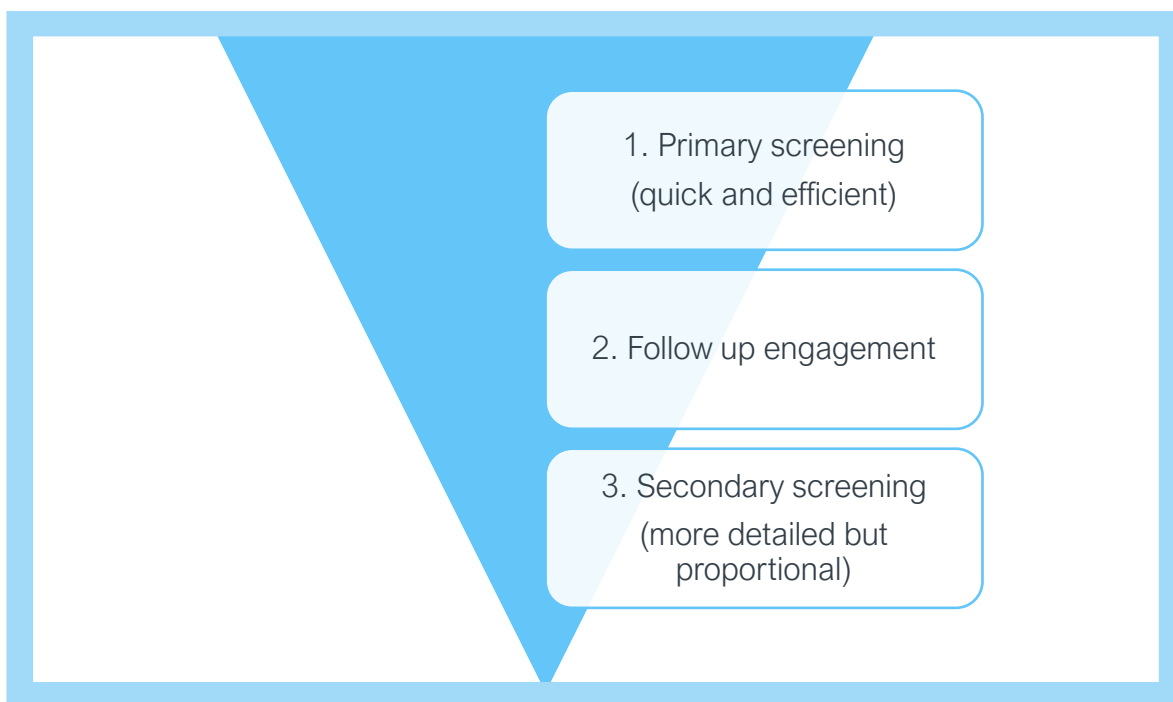 1. Primary screening
(quick and efficient)
2. Follow up engagement
3. Secondary screening
(more detailed but
proportional)